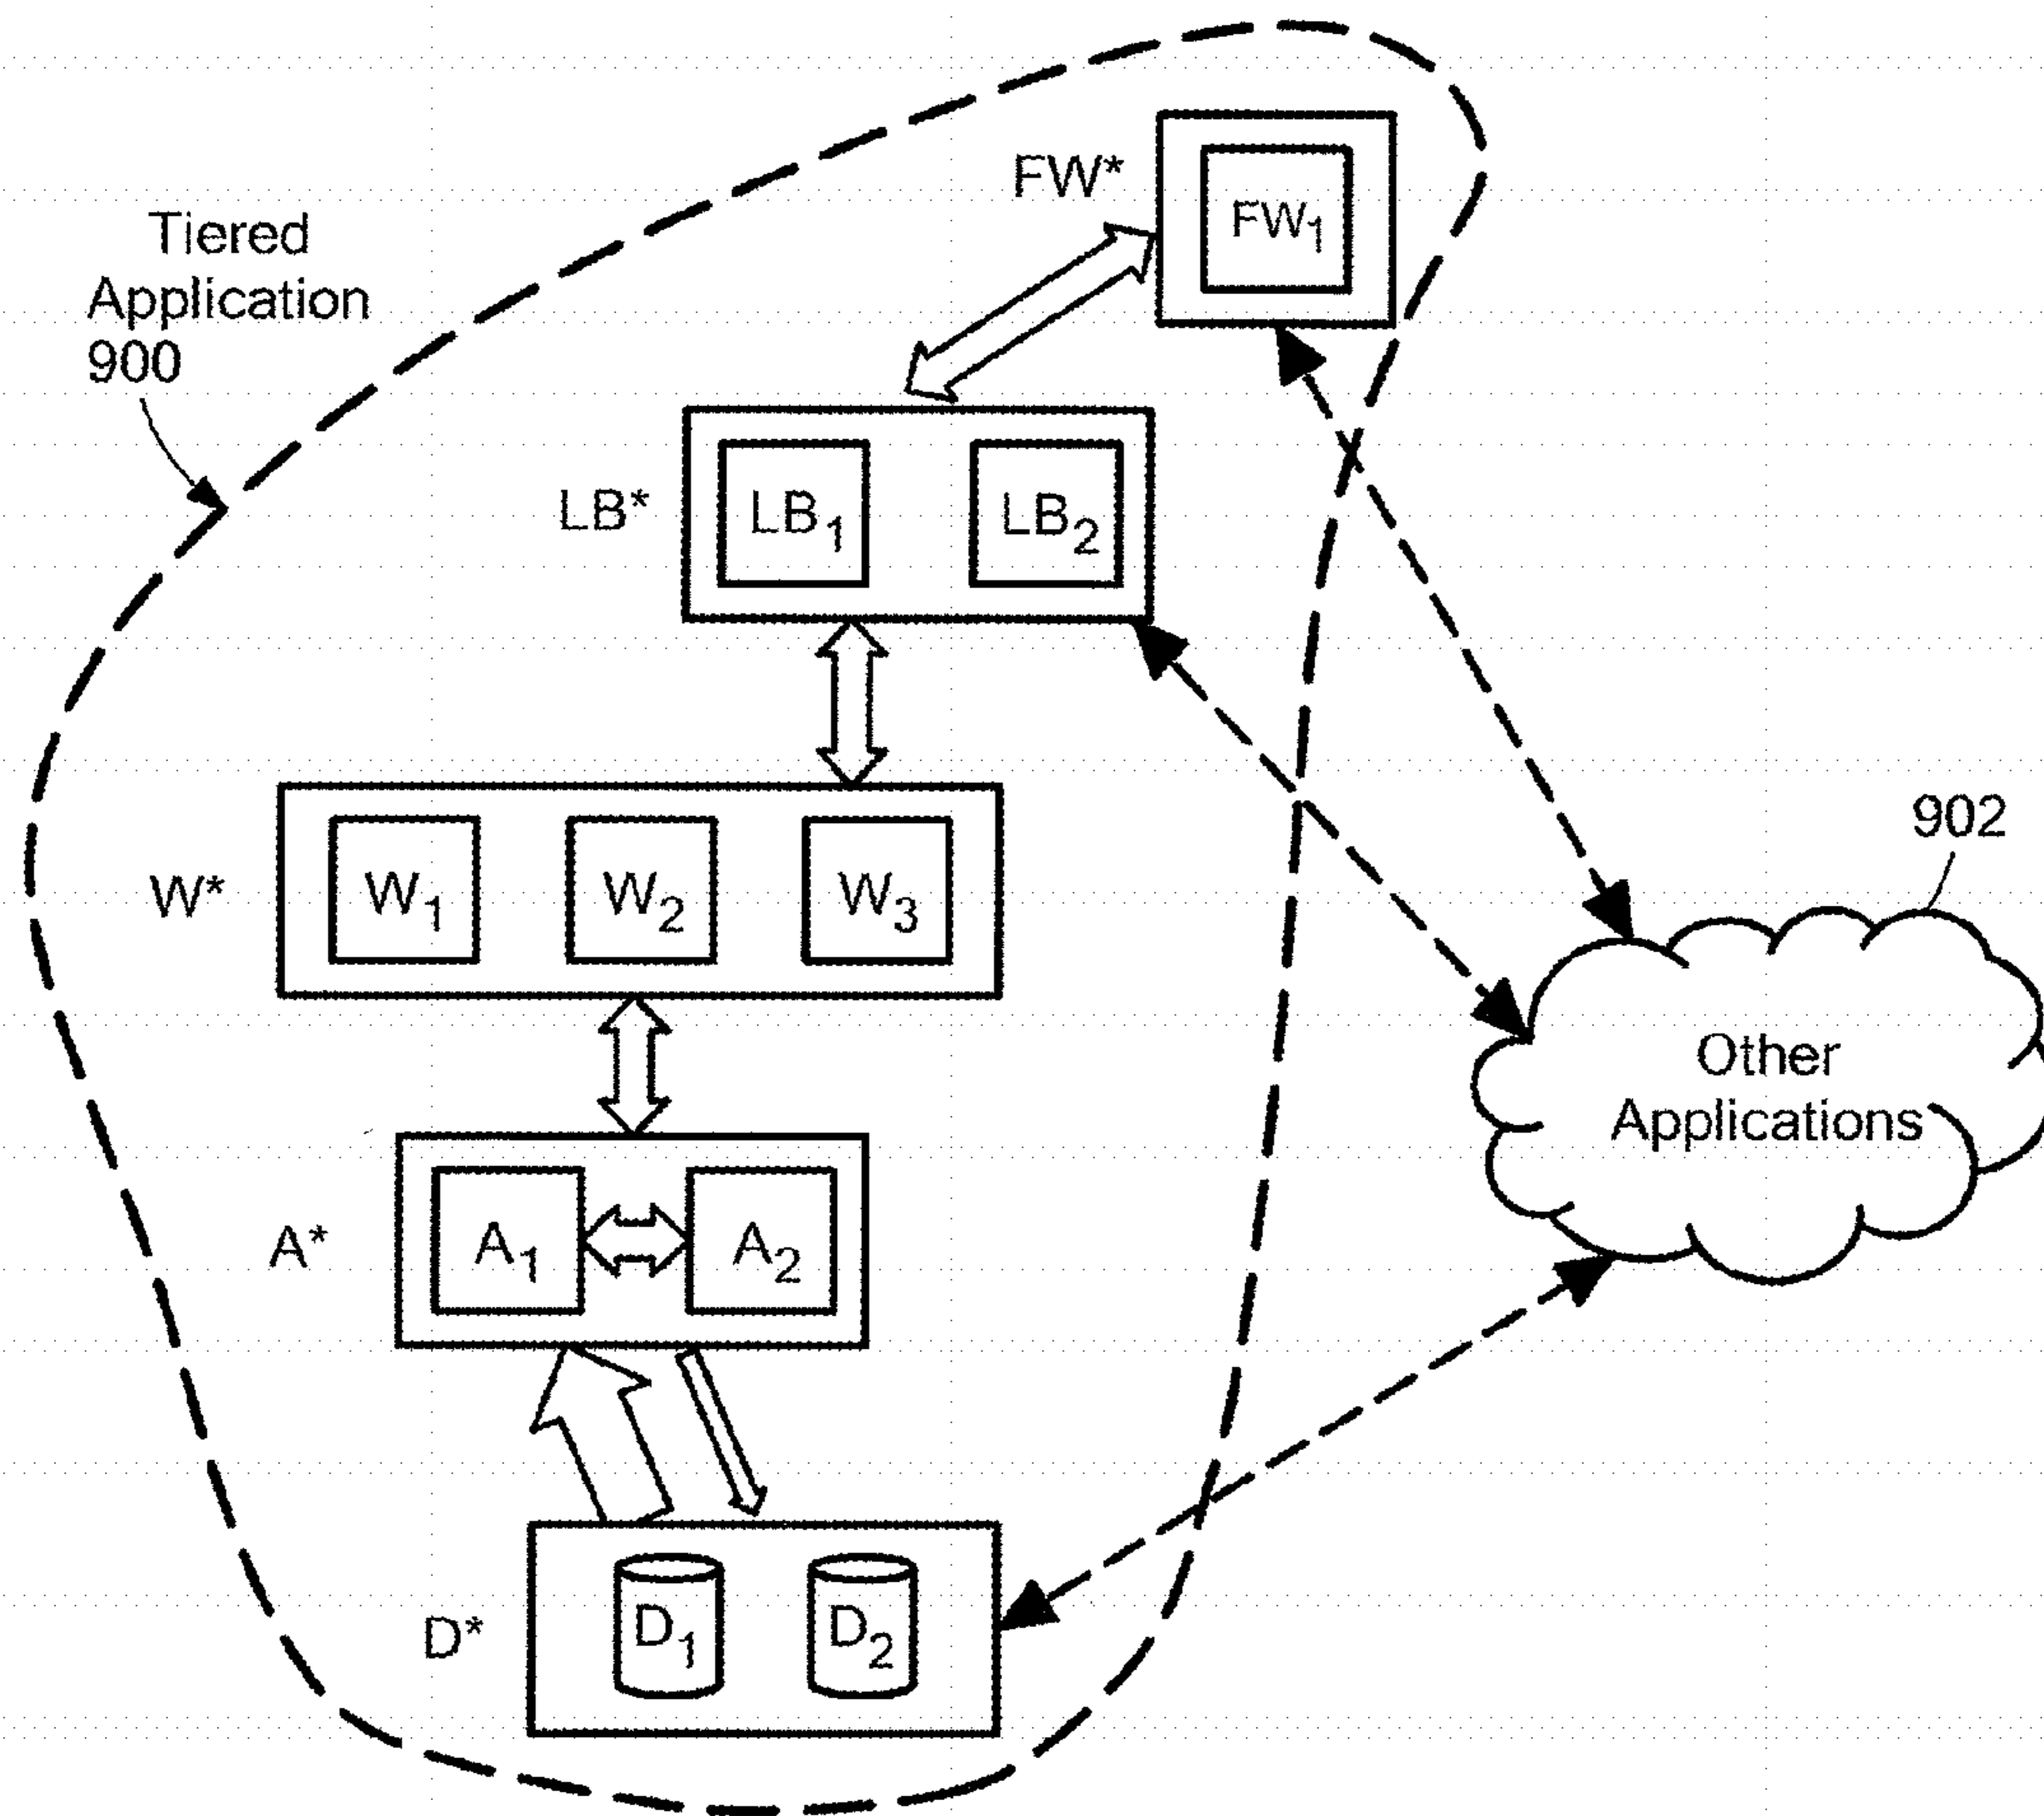 Tiered
Application
900
FW*
FW₁
LB*
LB₁
LB₂
W*
W₁
W₂
W₃
902
Other
Applications
A*
A₁
A₂
D*
D₁
D₂